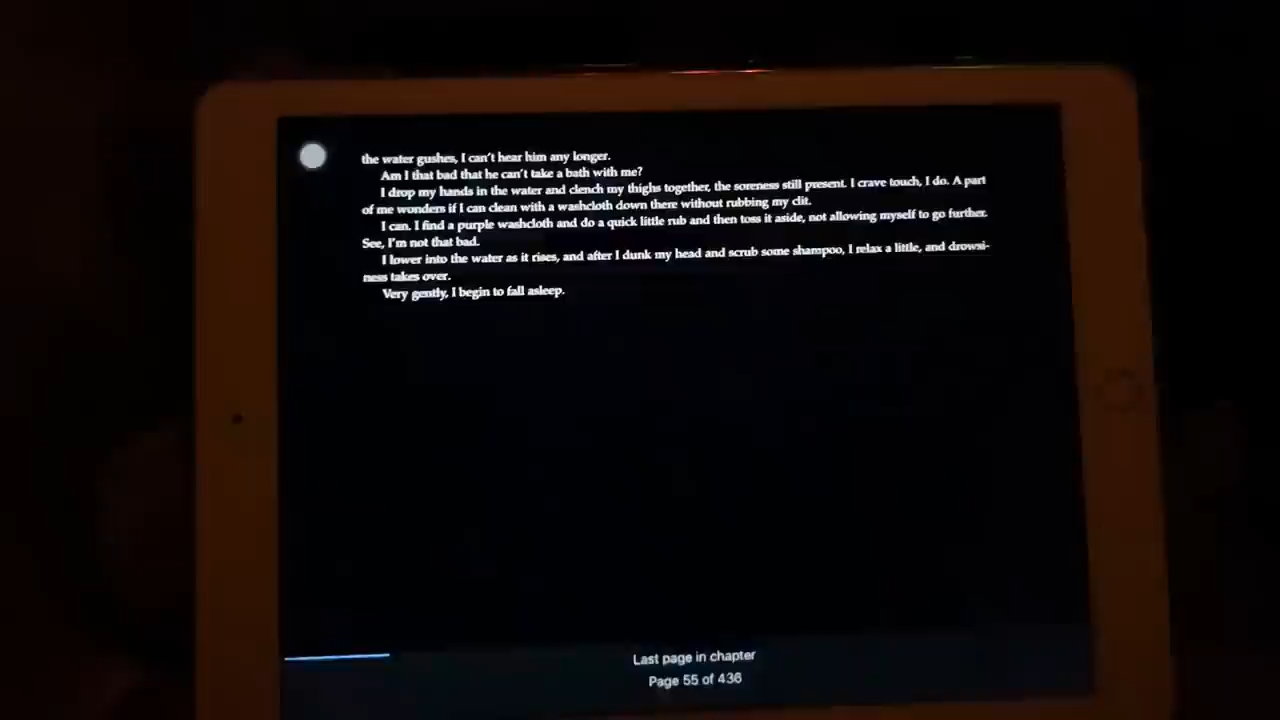 the water gushes, I can't hear him any longer.
Am I that bad that he can't take a bath with me?
I drop my hands in the water and clench my thighs together, the soreness still present. I crave touch, I do. A part
of me wonders if I can clean with a washcloth down there without rubbing my clit.
I can. I find a purple washcloth and do a quick little rub and then toss it aside, not allowing myself to go further.
See, I'm not that bad.
I lower into the water as it rises, and after I dunk my head and scrub some shampoo, I relax a little, and drowsi-
ness takes over.
Very gently, I begin to fall asleep.
Last page in chapter
Page 55 of 436